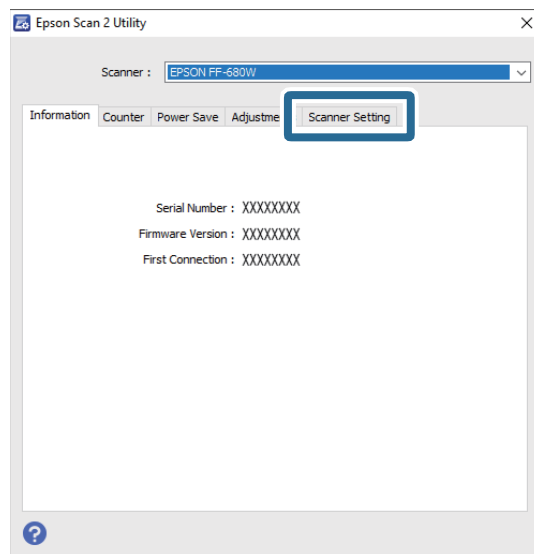 Epson Scan 2 Utility
Scanner : EPSON FF-680W
Information Counter Power Save Adjustme Scanner Setting
Serial Number : XXXXXXXX
Firmware Version : XXXXXXXX
First Connection : XXXXXXXX
?